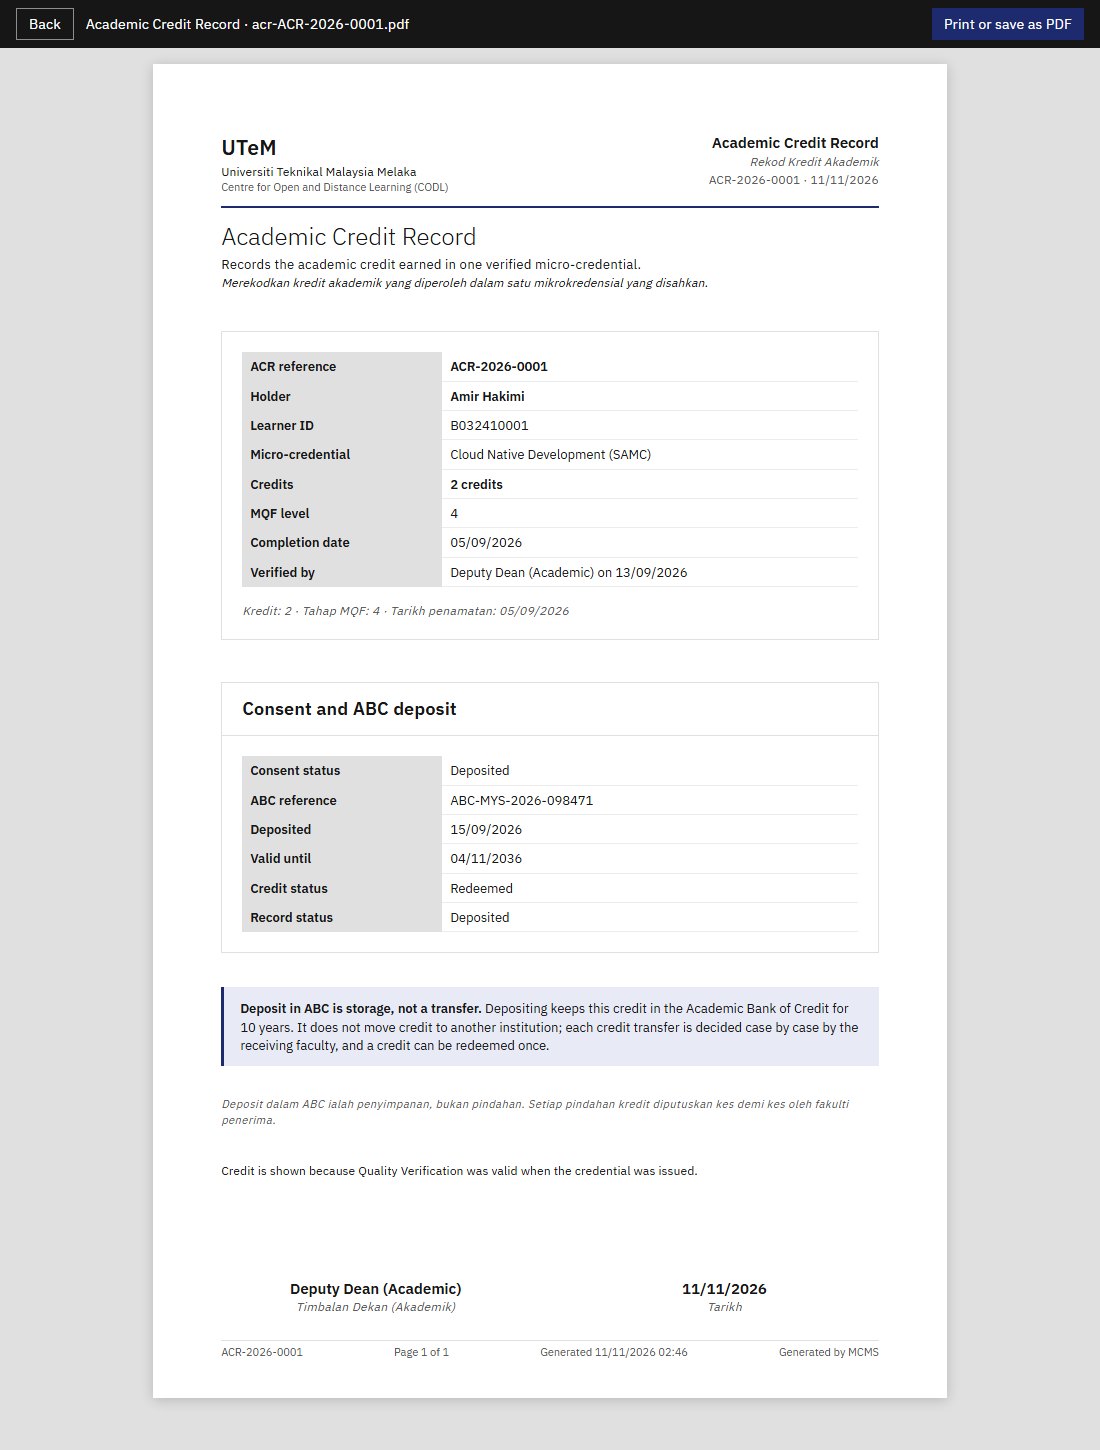 Back
Academic Credit Record · acr-ACR-2026-0001.pdf
Print or save as PDF
UTeM
Universiti Teknikal Malaysia Melaka
Centre for Open and Distance Learning (CODL)
Academic Credit Record
Rekod Kredit Akademik
ACR-2026-0001 · 11/11/2026
Academic Credit Record
Records the academic credit earned in one verified micro-credential.
Merekodkan kredit akademik yang diperoleh dalam satu mikrokredensial yang disahkan.
ACR reference ACR-2026-0001
Holder Amir Hakimi
Learner ID B032410001
Micro-credential Cloud Native Development (SAMC)
Credits 2 credits
MQF level 4
Completion date 05/09/2026
Verified by Deputy Dean (Academic) on 13/09/2026
Kredit: 2 · Tahap MQF: 4 · Tarikh penamatan: 05/09/2026
Consent and ABC deposit
Consent status Deposited
ABC reference ABC-MYS-2026-098471
Deposited 15/09/2026
Valid until 04/11/2036
Credit status Redeemed
Record status Deposited
Deposit in ABC is storage, not a transfer. Depositing keeps this credit in the Academic Bank of Credit for
10 years. It does not move credit to another institution; each credit transfer is decided case by case by the
receiving faculty, and a credit can be redeemed once.
Deposit dalam ABC ialah penyimpanan, bukan pindahan. Setiap pindahan kredit diputuskan kes demi kes oleh fakulti
penerima.
Credit is shown because Quality Verification was valid when the credential was issued.
Deputy Dean (Academic)
Timbalan Dekan (Akademik)
11/11/2026
Tarikh
ACR-2026-0001 Page 1 of 1 Generated 11/11/2026 02:46 Generated by MCMS